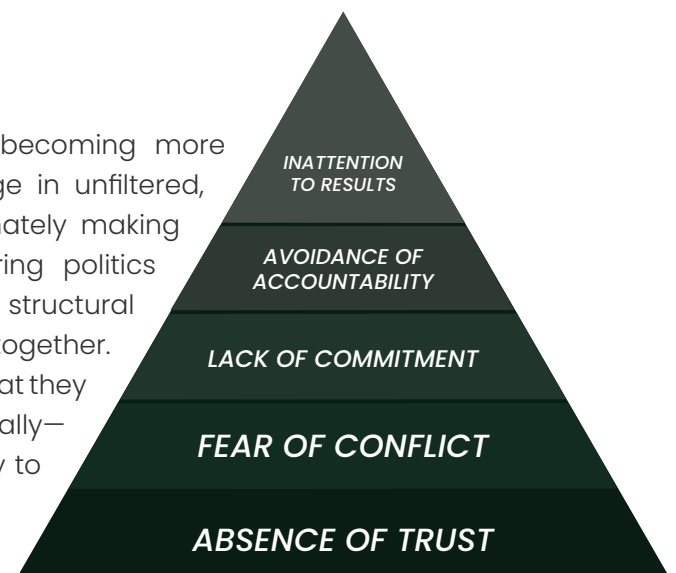 becoming more
ge in unfiltered,
nately making
ring politics
structural
together.
at they
ally—
y to
INATTENTION
TO RESULTS
AVOIDANCE OF
ACCOUNTABILITY
LACK OF COMMITMENT
FEAR OF CONFLICT
ABSENCE OF TRUST